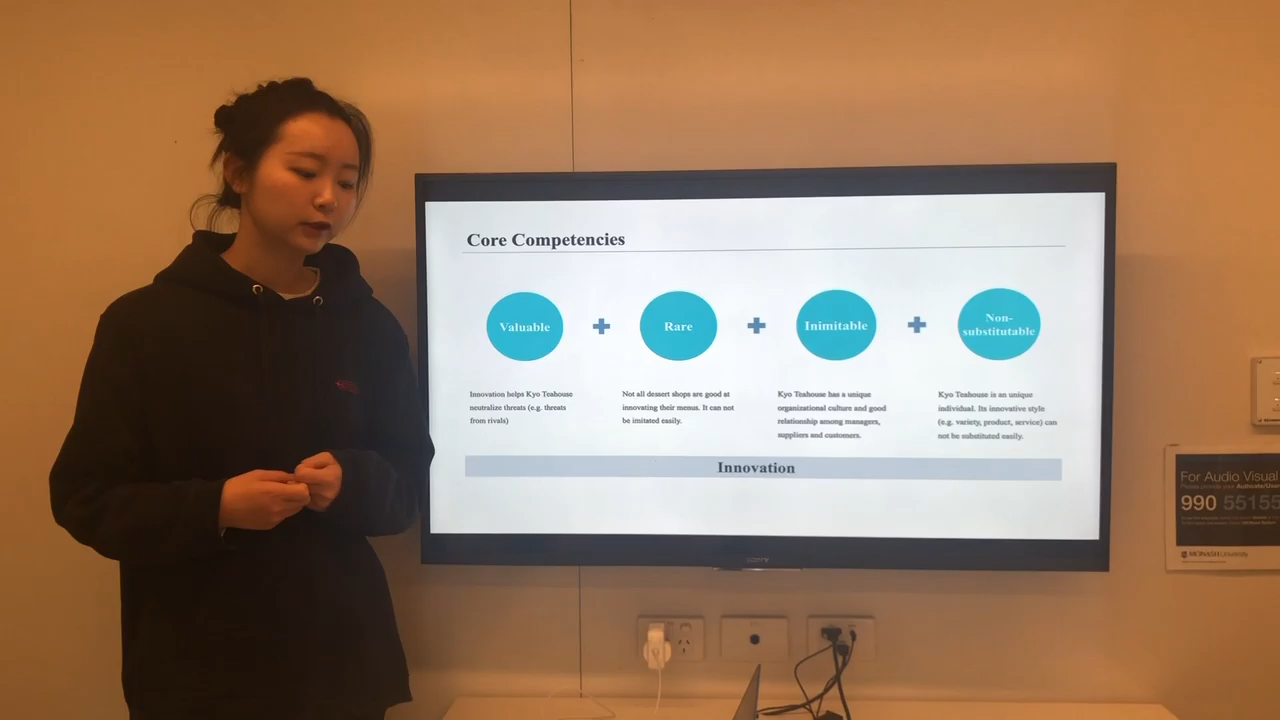 Core Competencies
Valuable
Rare
Inimitable
Non-
substitutable
Innovation helps Kyo Teahouse
neutralize threats (e.g. threats
from rivals)
Not all dessert shops are good at
innovating their menus. It can not
be imitated easily.
Kyo Teahouse has a unique
organizational culture and good
relationship among managers,
suppliers and customers.
Kyo Teahouse is an unique
individual. Its innovative style
(e.g. variety, product, service) can
not be substituted easily.
Innovation
SONY
For Audio Visual
990 55155
MONASH University